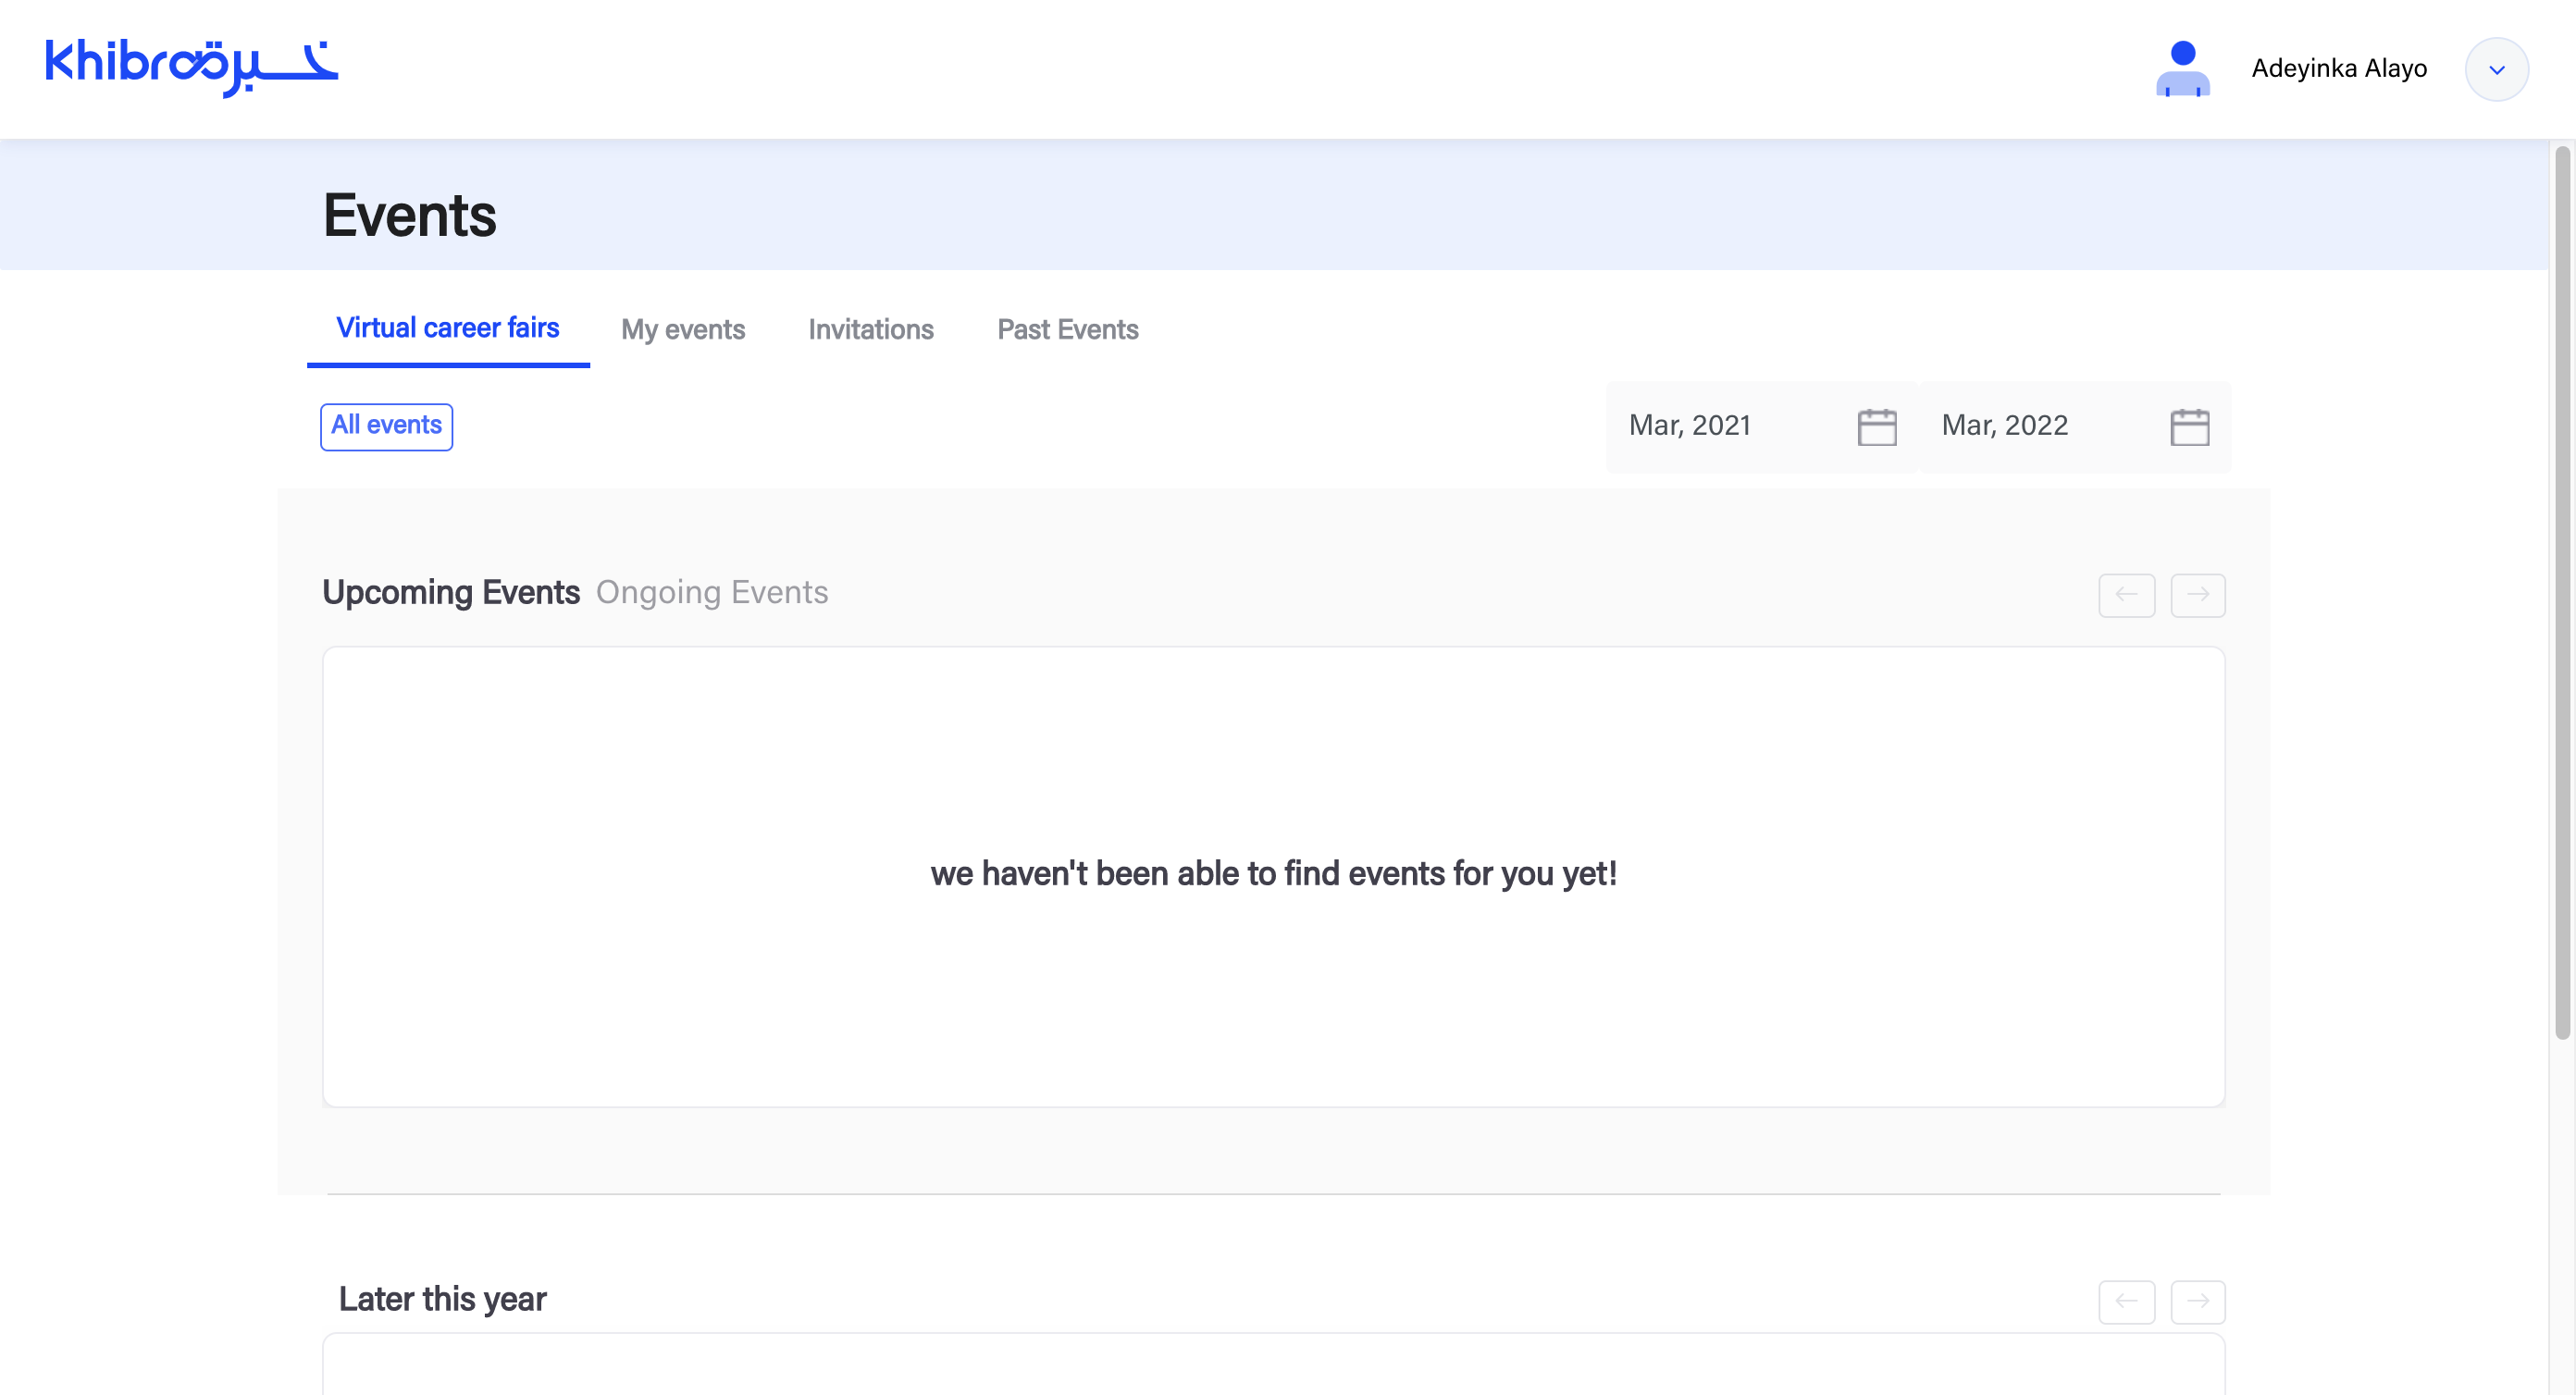 khibra خبرة
Adeyinka Alayo
Events
Virtual career fairs My events Invitations Past Events
All events Mar, 2021 Mar, 2022
Upcoming Events Ongoing Events
we haven't been able to find events for you yet!
Later this year